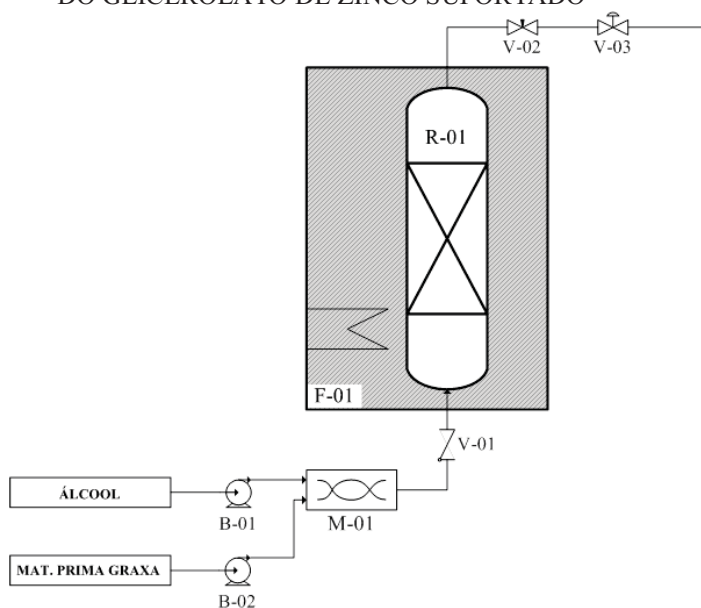 DO GLICEROLATO DE ZINCO SUPORTADO
V-02
V-03
R-01
F-01
V-01
ÁLCOOL
B-01
M-01
MAT. PRIMA GRAXA
B-02